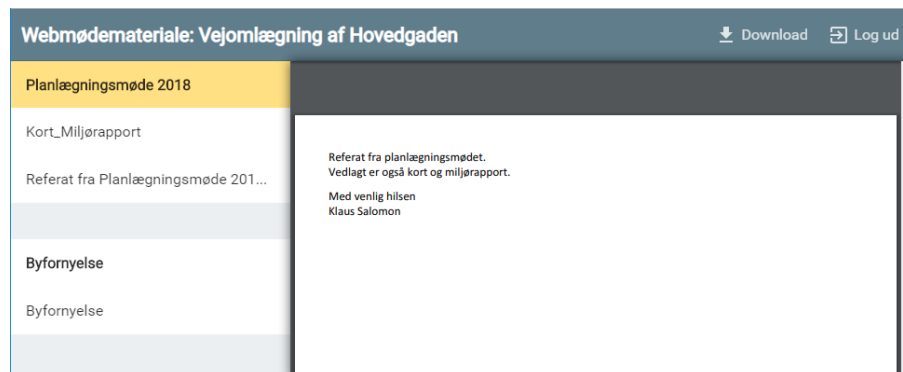 Webmødemateriale: Vejomlægning af Hovedgaden
Download
Log ud
Planlægningsmøde 2018
Kort_Miljørapport
Referat fra Planlægningsmøde 201...
Byfornyelse
Byfornyelse
Referat fra planlægningsmødet.
Vedlagt er også kort og miljørapport.
Med venlig hilsen
Klaus Salomon